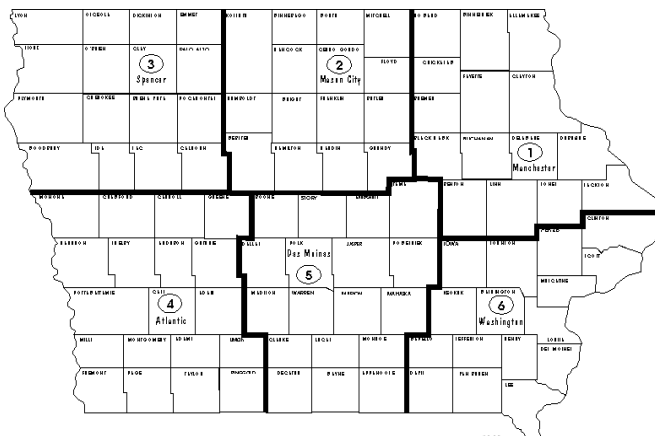 LYON
OSCEOLA
DICKINSON
EMMET
KOSSUTH
WINNEBAGO
WORTH
MITCHELL
HOWARD
WINNESHIEK
ALLAMAKEE
SIOUX
O'BRIEN
CLAY
PALO ALTO
HANCOCK
CERRO GORDO
FLOYD
CHICKASAW
3
Spencer
2
Mason City
FAYETTE
CLAYTON
PLYMOUTH
CHEROKEE
BUENA VISTA
POCAHONTAS
HUMBOLDT
WRIGHT
FRANKLIN
BUTLER
BREMER
WEBSTER
BLACK HAWK
BUCHANAN
DELAWARE
DUBUQUE
1
Manchester
WOODBURY
IDA
SAC
CALHOUN
HAMILTON
HARDIN
GRUNDY
TAMA
BENTON
LINN
JONES
JACKSON
MONONA
CRAWFORD
CARROLL
GREENE
BOONE
STORY
MARSHALL
CLINTON
HARRISON
SHELBY
AUDUBON
GUTHRIE
DALLAS
POLK
JASPER
POWESHIEK
IOWA
JOHNSON
SCOTT
Des Moines
5
MUSCATINE
POTTAWATTAMIE
CASS
ADAIR
MADISON
WARREN
MARION
MAHASKA
KEOKUK
WASHINGTON
4
Atlantic
6
Washington
LOUISA
MILLS
MONTGOMERY
ADAMS
UNION
CLARKE
LUCAS
MONROE
WAPELLO
JEFFERSON
HENRY
DES MOINES
FREMONT
PAGE
TAYLOR
RINGGOLD
DECATUR
WAYNE
APPANOOSE
DAVIS
VAN BUREN
LEE